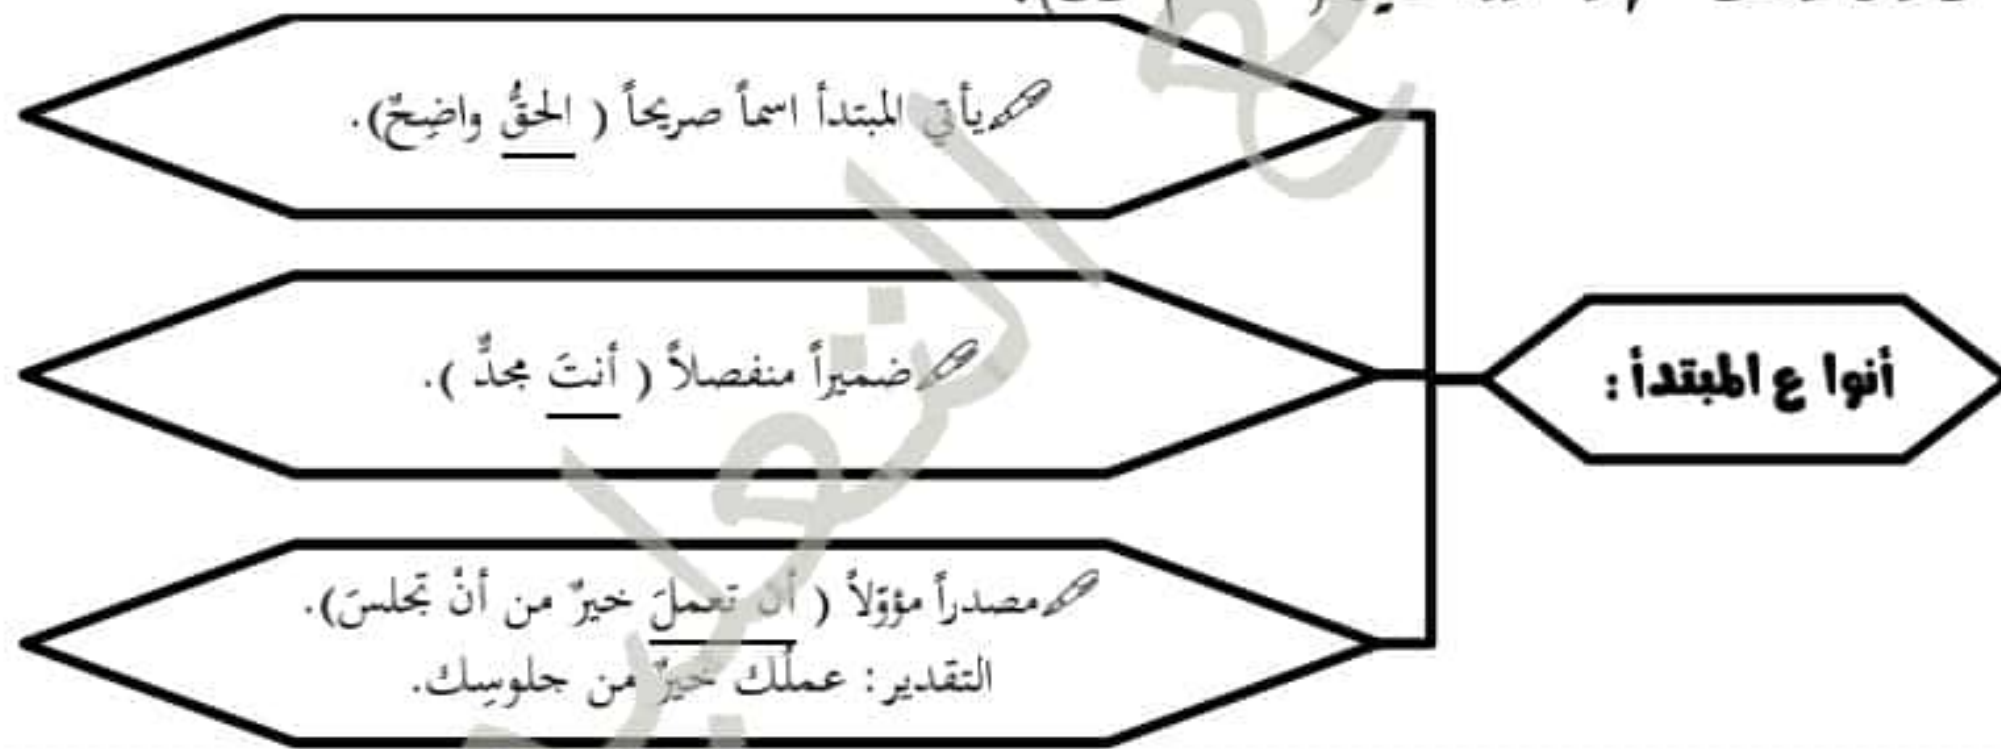 أنوا ع المبتدأ :
يأتي المبتدأ اسماً صريحاً ( الحقُّ واضِحٌ).
ضميراً منفصلاً ( أنتَ مجدٌّ ).
مصدراً مؤوّلاً ( أنْ تعملَ خيرٌ من أنْ تجلسَ).
التقدير: عملُك خيرٌ من جلوسِك.